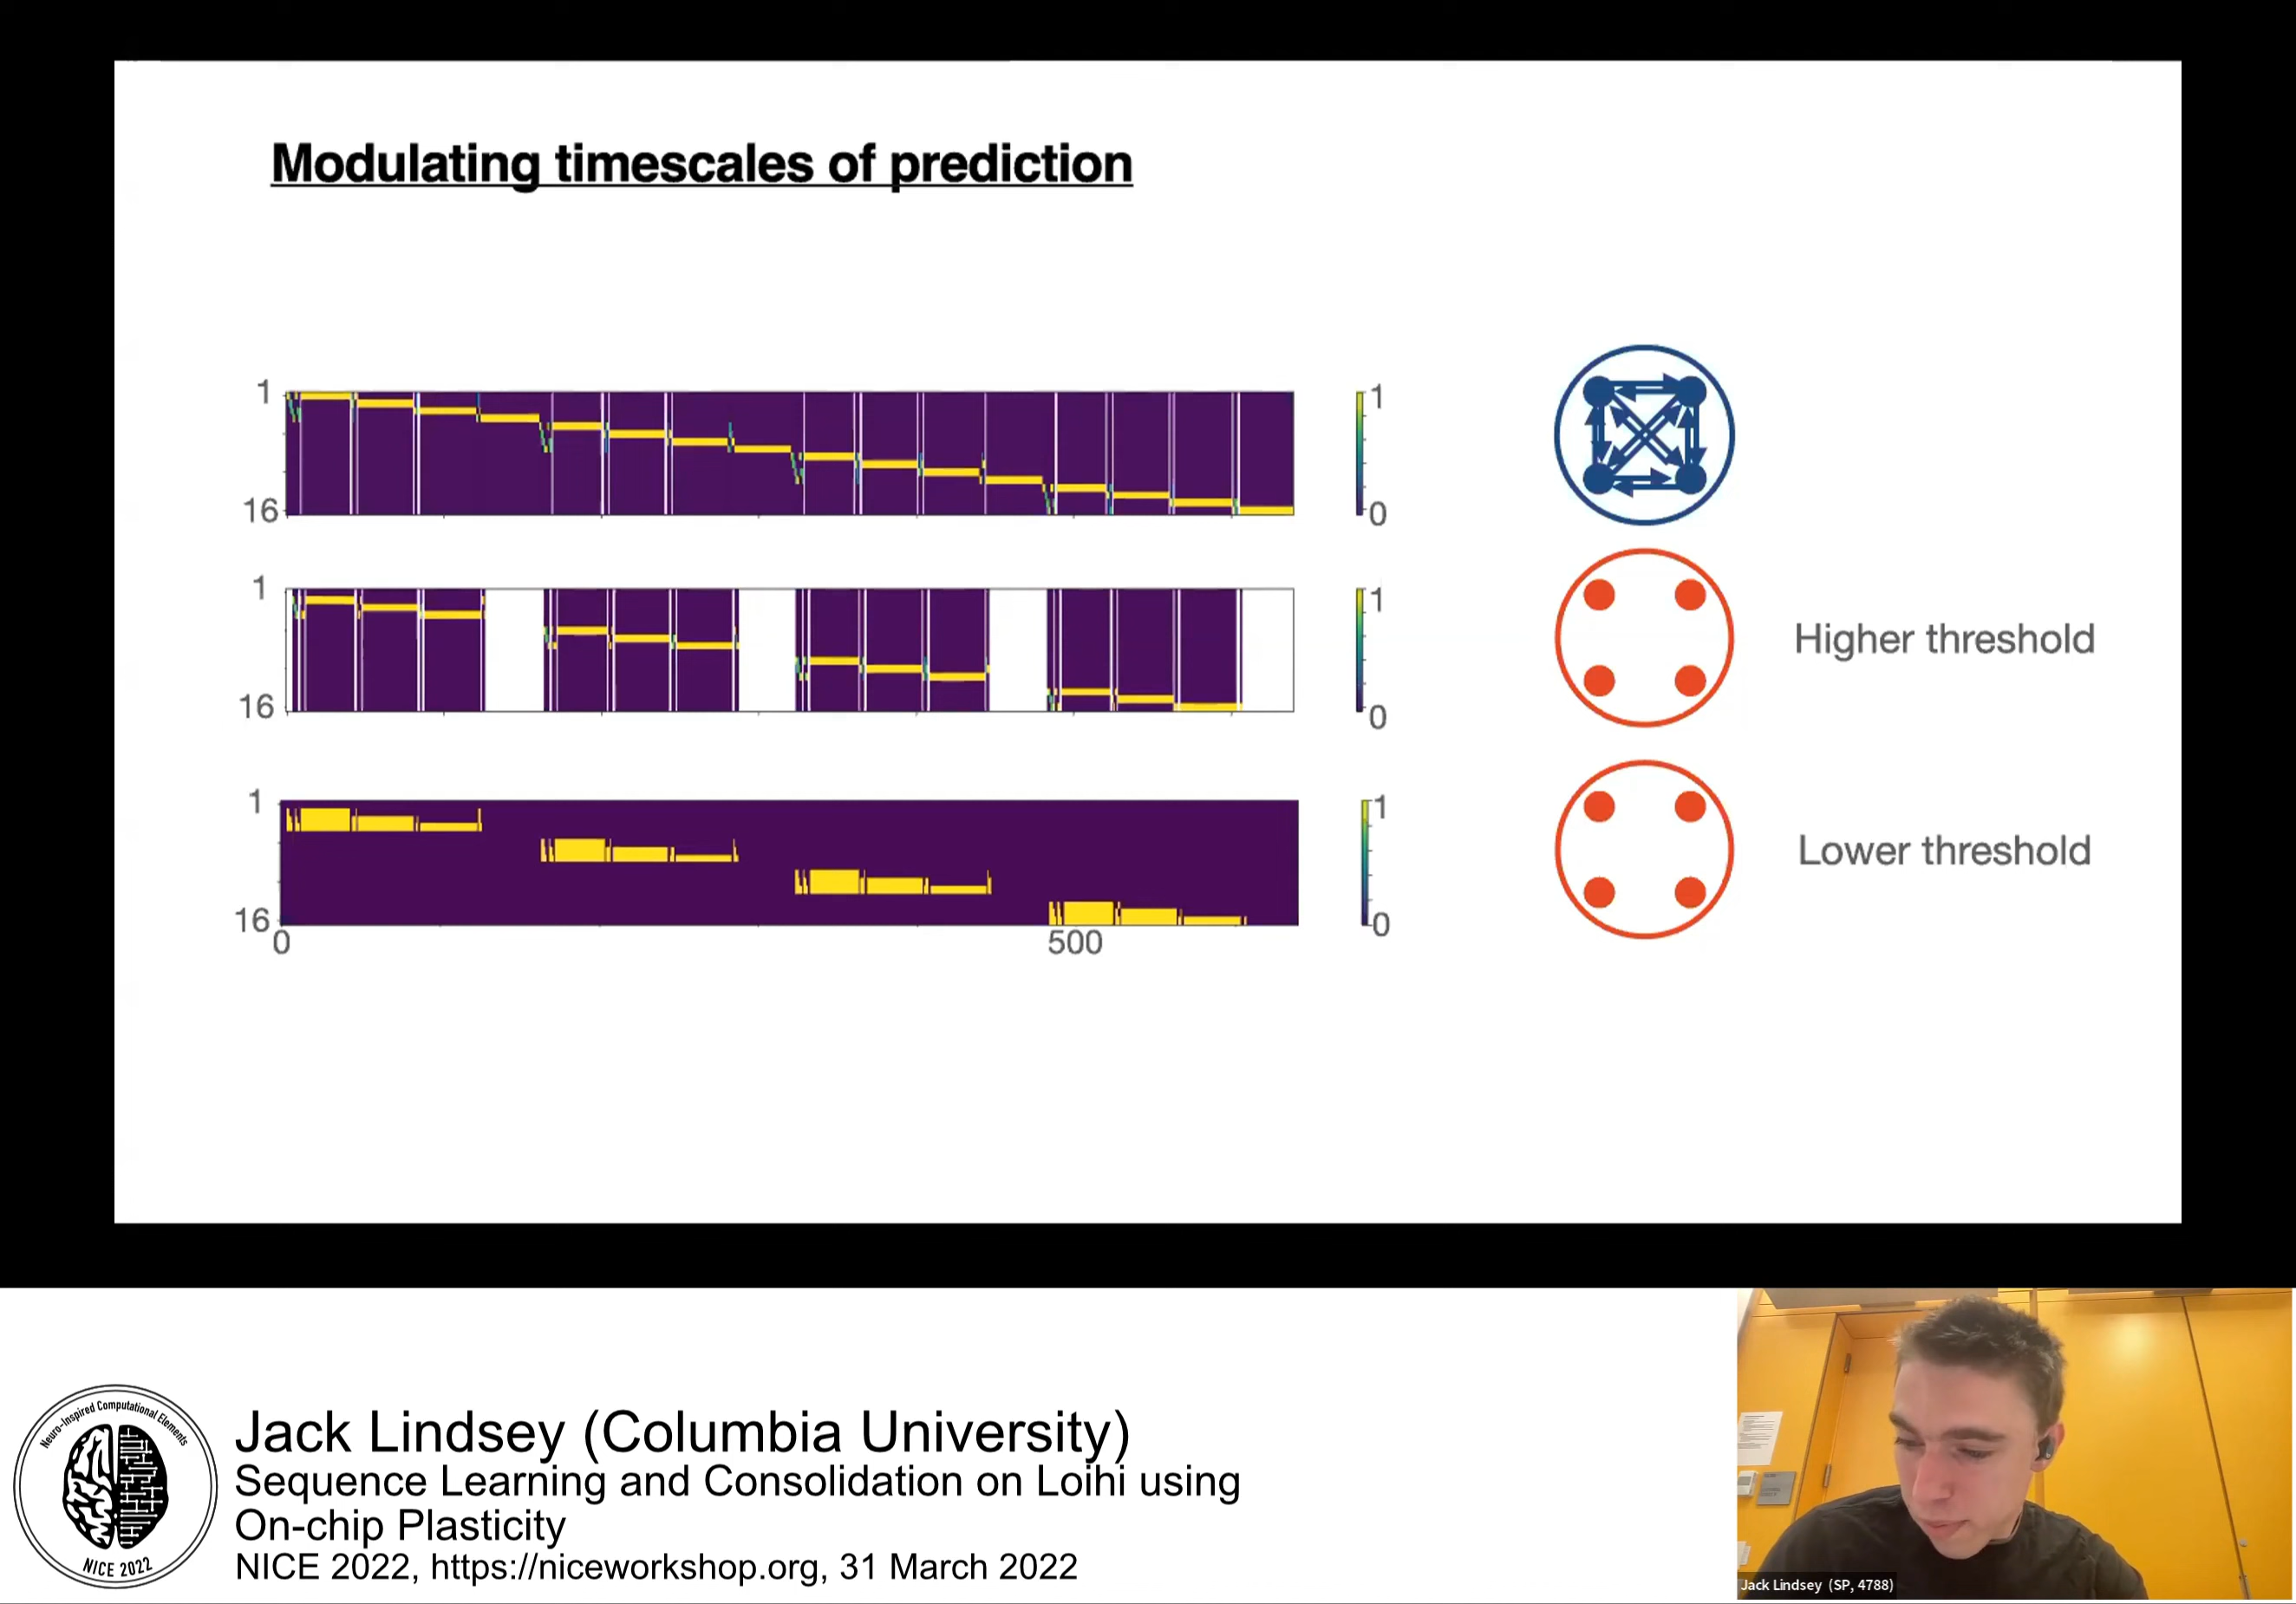 Modulating timescales of prediction
1
16
1
0
1
16
1
0
Higher threshold
1
16
0
500
1
0
Lower threshold
Neuro-Inspired Computational Elements
NICE 2022
Jack Lindsey (Columbia University)
Sequence Learning and Consolidation on Loihi using
On-chip Plasticity
NICE 2022, https://niceworkshop.org, 31 March 2022
Jack Lindsey (SP, 4788)